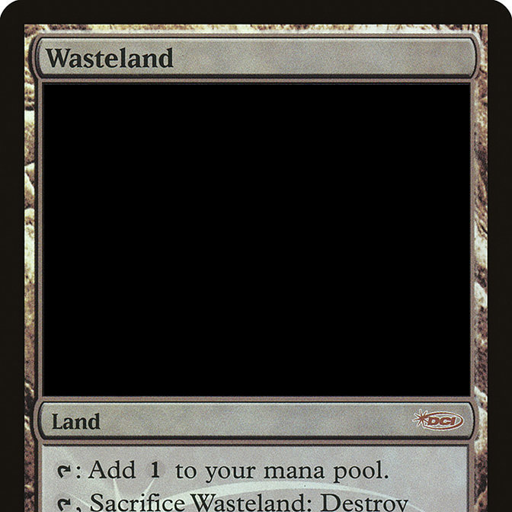 Wasteland
Land
DCI
: Add 1 to your mana pool.
, Sacrifice Wasteland: Destroy